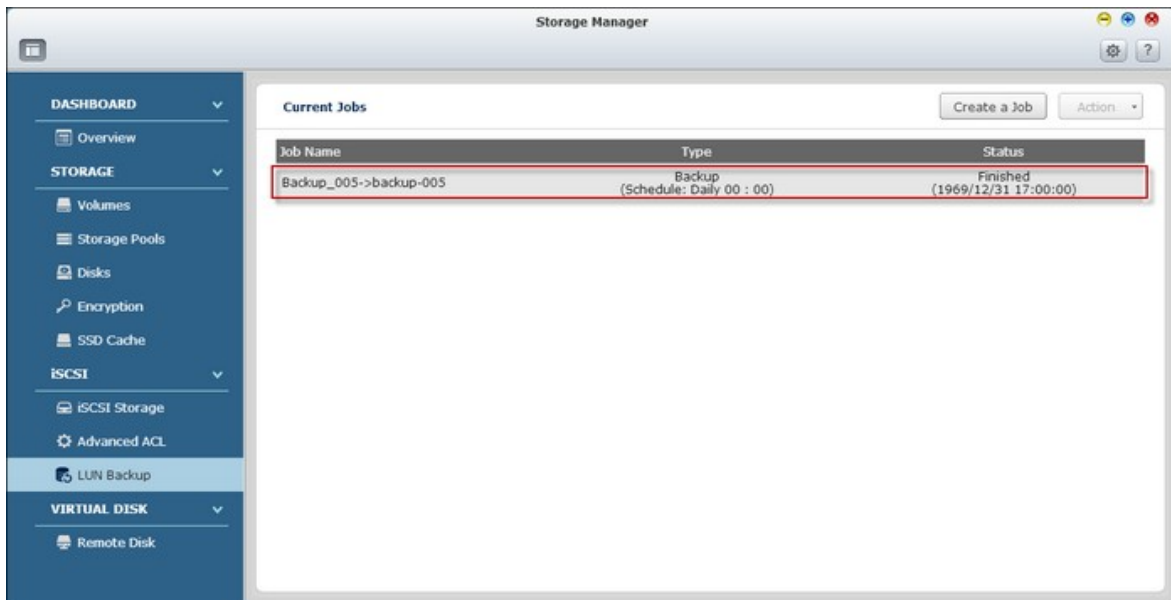 Storage Manager
?
DASHBOARD
Overview
STORAGE
Volumes
Storage Pools
Disks
Encryption
SSD Cache
iSCSI
iSCSI Storage
Advanced ACL
LUN Backup
VIRTUAL DISK
Remote Disk
Current Jobs
Create a Job
Action
Job Name Type Status
Backup_005->backup-005 Backup Finished
(Schedule: Daily 00 : 00) (1969/12/31 17:00:00)